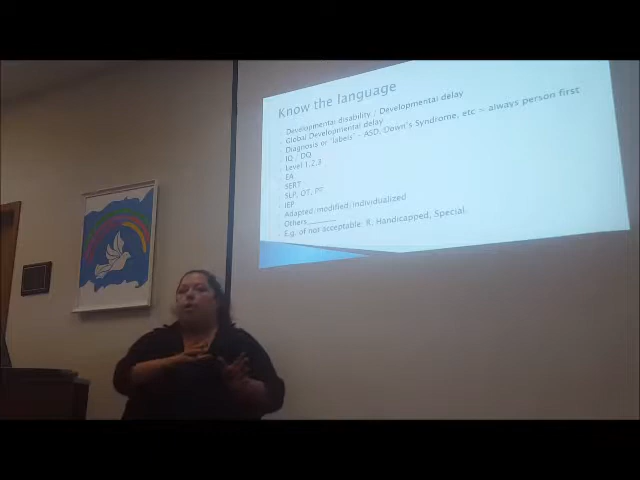 Know the language
Developmental disability / Developmental delay
Global Developmental delay
Diagnosis or "labels" - ASD, Down's Syndrome, etc - always person first
IQ / DQ
Level 1,2,3
EA
SERT
SLP, OT, PT
IEP
Adapted, modified, individualized
Others
E.g. of not acceptable: R, Handicapped, Special.